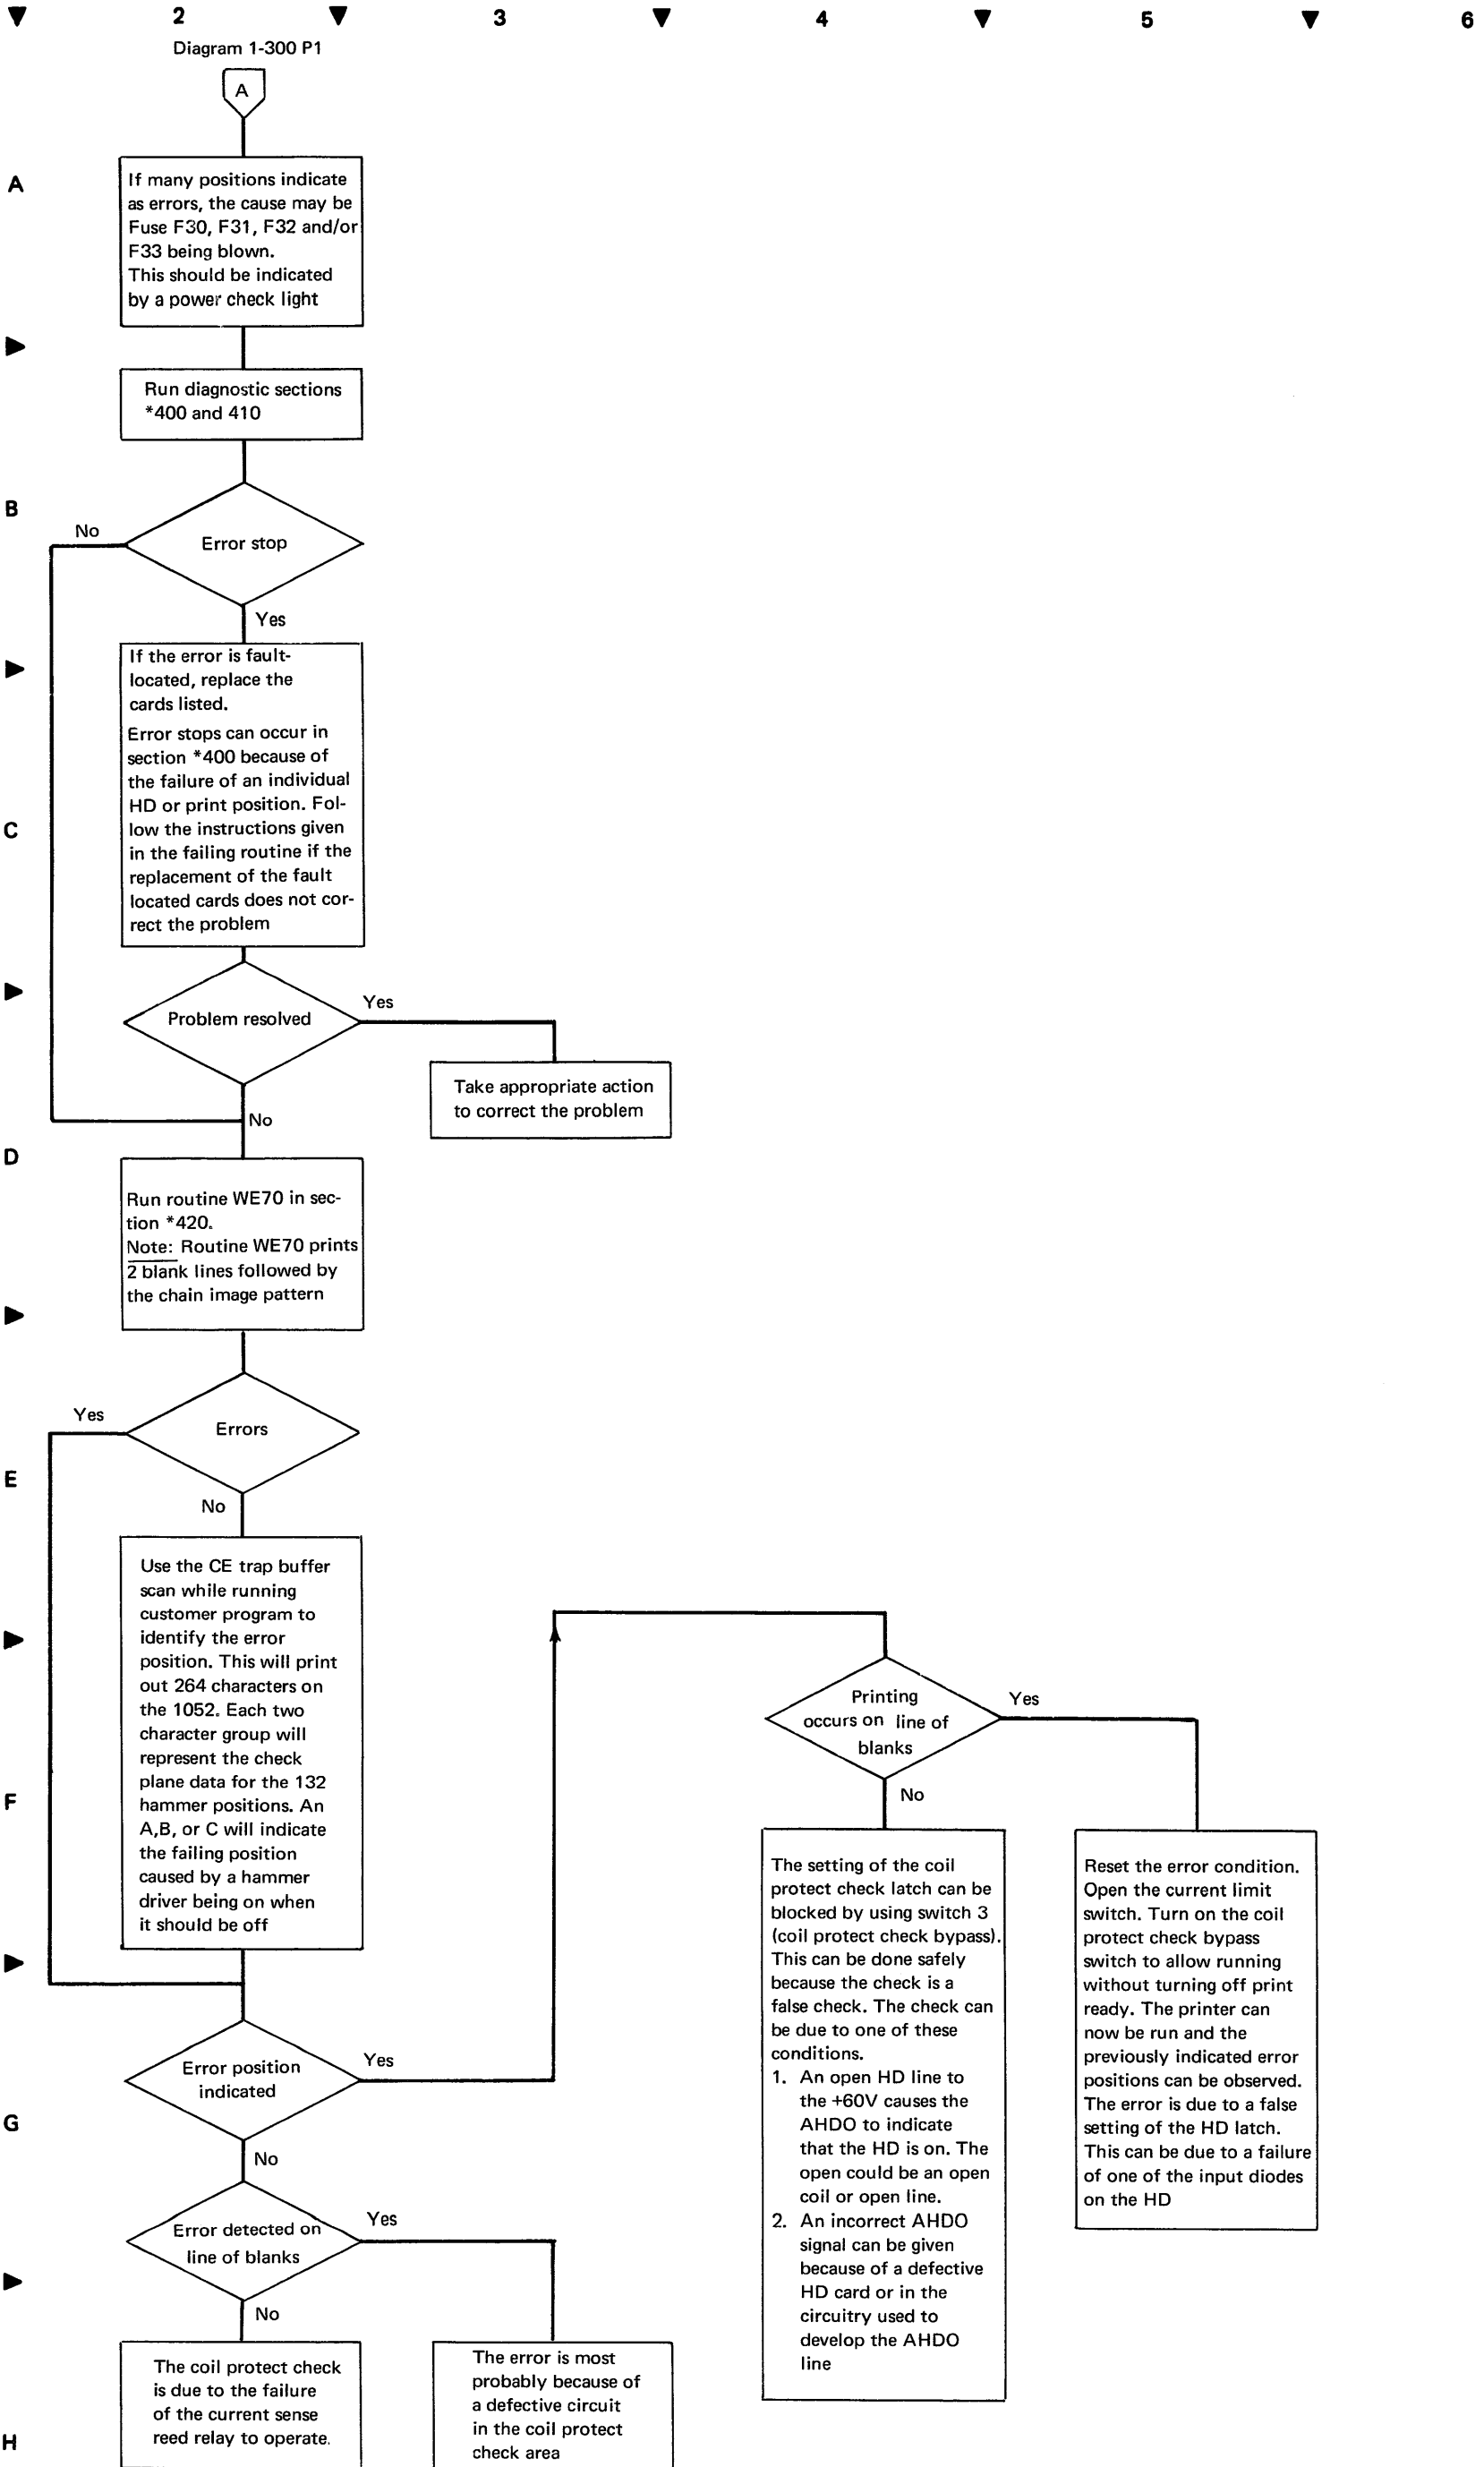 2 3 4 5 6
Diagram 1-300 P1
A
A
If many positions indicate
as errors, the cause may be
Fuse F30, F31, F32 and/or
F33 being blown.
This should be indicated
by a power check light
Run diagnostic sections
*400 and 410
B
No
Error stop
Yes
If the error is fault-
located, replace the
cards listed.
Error stops can occur in
section *400 because of
the failure of an individual
HD or print position. Fol-
low the instructions given
in the failing routine if the
replacement of the fault
located cards does not cor-
rect the problem
C
Problem resolved
Yes
Take appropriate action
to correct the problem
No
D
Run routine WE70 in sec-
tion *420.
Note: Routine WE70 prints
2 blank lines followed by
the chain image pattern
Yes
Errors
E
No
Use the CE trap buffer
scan while running
customer program to
identify the error
position. This will print
out 264 characters on
the 1052. Each two
character group will
represent the check
plane data for the 132
hammer positions. An
A,B, or C will indicate
the failing position
caused by a hammer
driver being on when
it should be off
F
Error position
indicated
Yes
G
No
Error detected on
line of blanks
Yes
No
The coil protect check
is due to the failure
of the current sense
reed relay to operate.
H
The error is most
probably because of
a defective circuit
in the coil protect
check area
Printing
occurs on line of
blanks
Yes
No
The setting of the coil
protect check latch can be
blocked by using switch 3
(coil protect check bypass).
This can be done safely
because the check is a
false check. The check can
be due to one of these
conditions.
1. An open HD line to
the +60V causes the
AHDO to indicate
that the HD is on. The
open could be an open
coil or open line.
2. An incorrect AHDO
signal can be given
because of a defective
HD card or in the
circuitry used to
develop the AHDO
line
Reset the error condition.
Open the current limit
switch. Turn on the coil
protect check bypass
switch to allow running
without turning off print
ready. The printer can
now be run and the
previously indicated error
positions can be observed.
The error is due to a false
setting of the HD latch.
This can be due to a failure
of one of the input diodes
on the HD